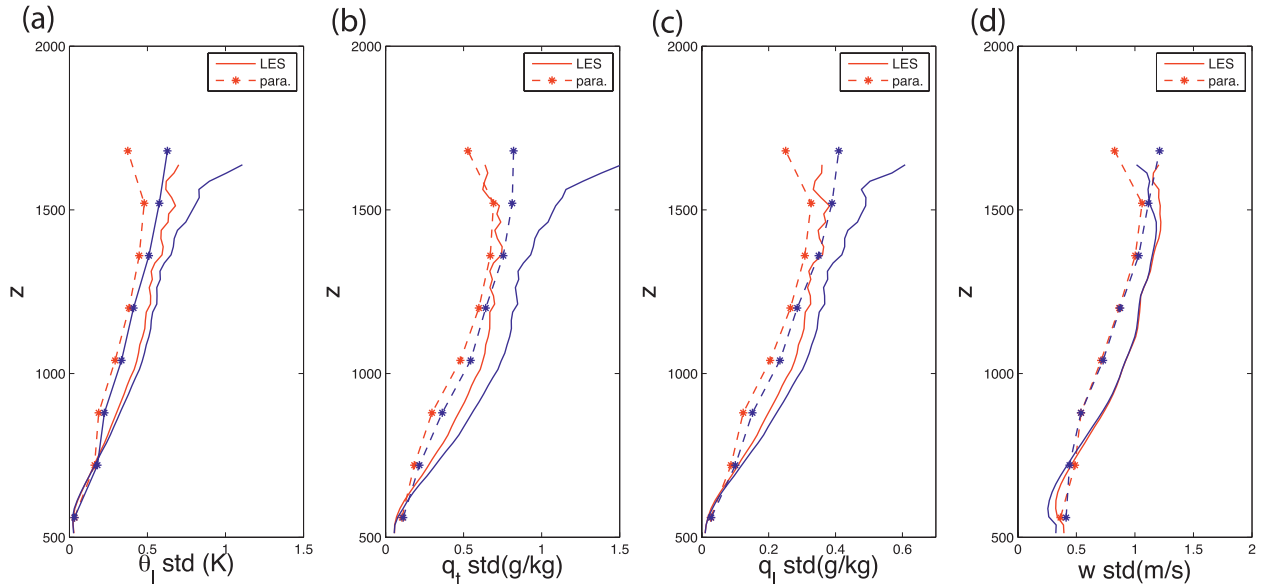 (a)
2000
1500
1000
500
z
0
0.5
1
1.5
θl std (K)
LES
para.
(b)
2000
1500
1000
500
z
0
0.5
1
1.5
qt std(g/kg)
LES
para.
(c)
2000
1500
1000
500
z
0
0.2
0.4
0.6
ql std(g/kg)
LES
para.
(d)
2000
1500
1000
500
z
0
0.5
1
1.5
2
w std(m/s)
LES
para.